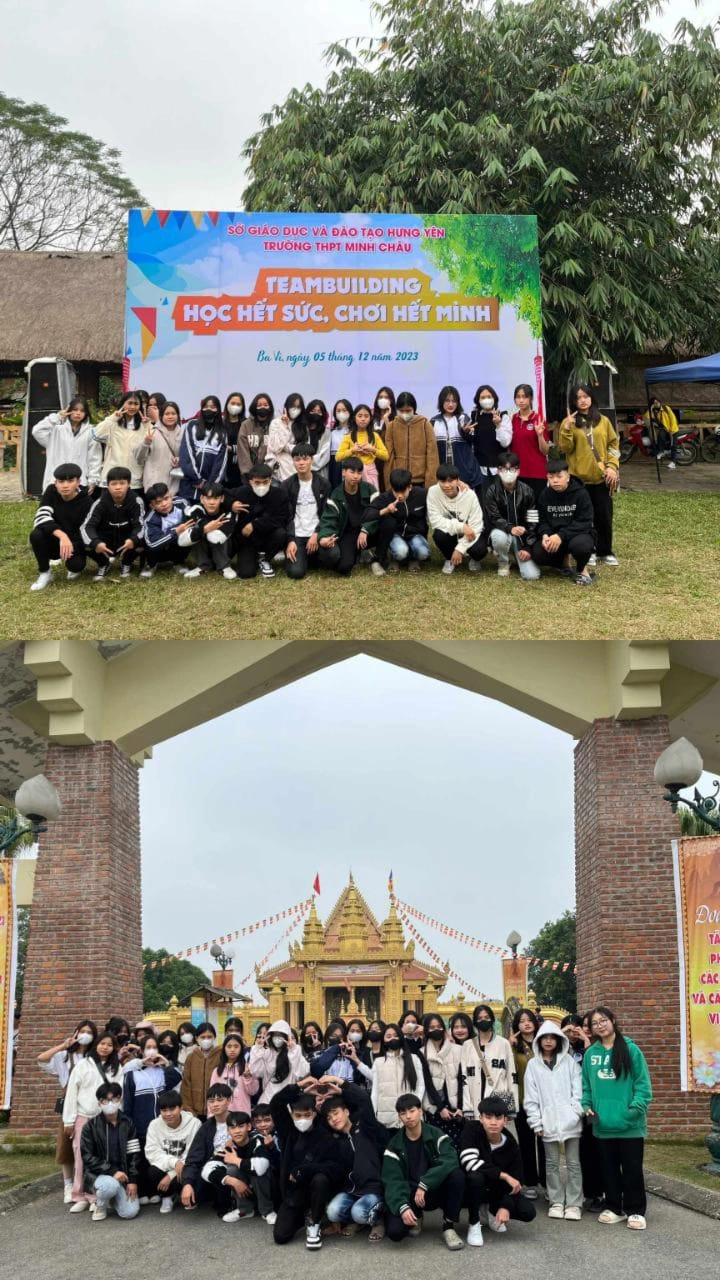 SỞ GIÁO DỤC VÀ ĐÀO TẠO HƯNG YÊN
TRƯỜNG THPT MINH CHÂU
TEAMBUILDING
HỌC HẾT SỨC, CHƠI HẾT MÌNH
Ba Vì, ngày 05 tháng 12 năm 2023